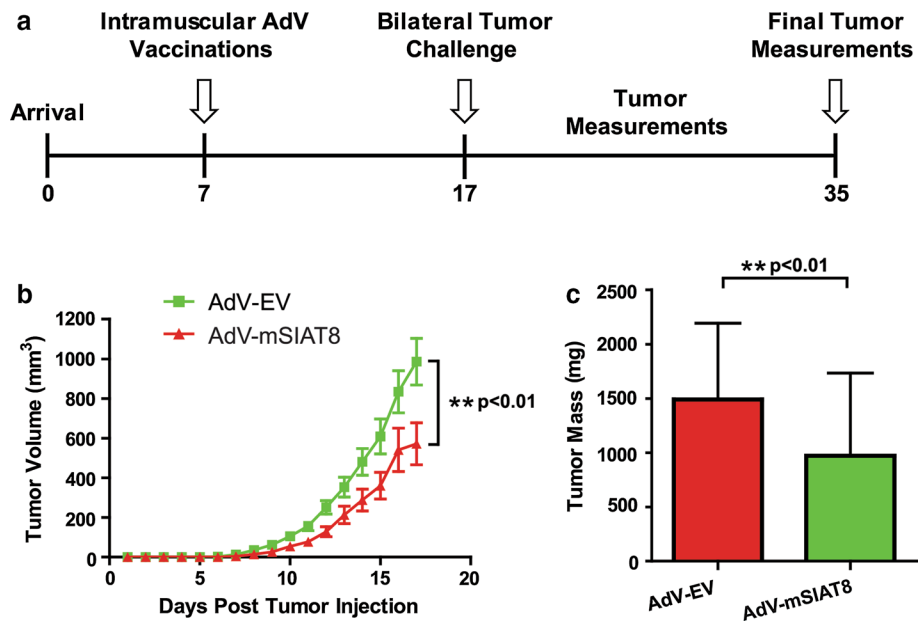 a
Intramuscular AdV
Vaccinations
Bilateral Tumor
Challenge
Final Tumor
Measurements
Arrival
Tumor
Measurements
0
7
17
35
b
AdV-EV
AdV-mSIAT8
1200
1000
800
600
400
200
0
Tumor Volume (mm³)
** p<0.01
0
5
10
15
20
Days Post Tumor Injection
c
** p<0.01
2500
2000
1500
1000
500
0
Tumor Mass (mg)
AdV-EV
AdV-mSIAT8